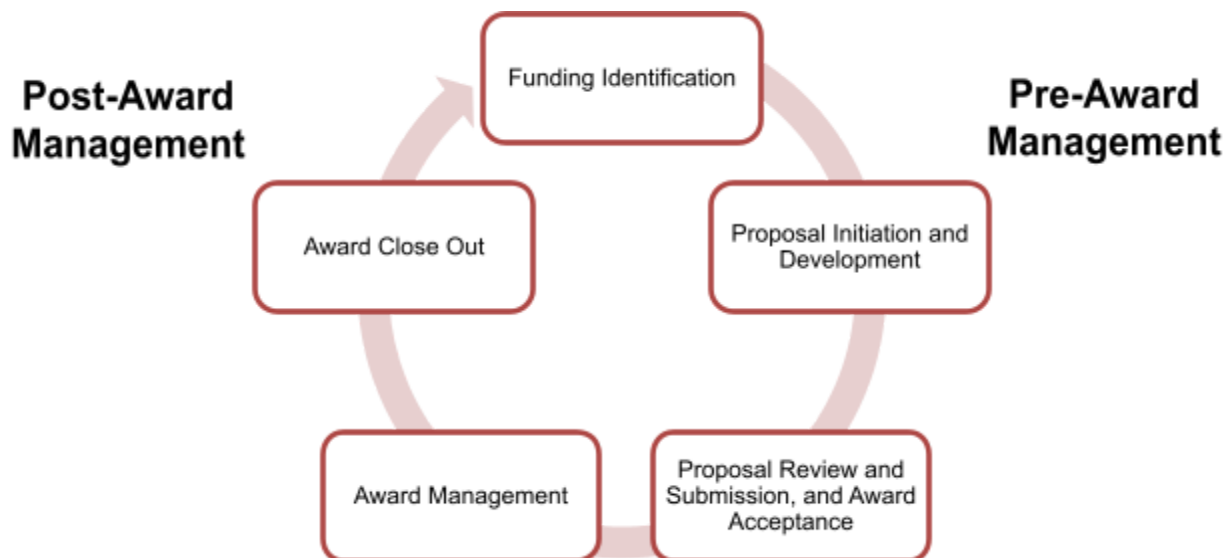 Funding Identification
Post-Award
Management
Pre-Award
Management
Award Close Out
Proposal Initiation and
Development
Award Management
Proposal Review and
Submission, and Award
Acceptance